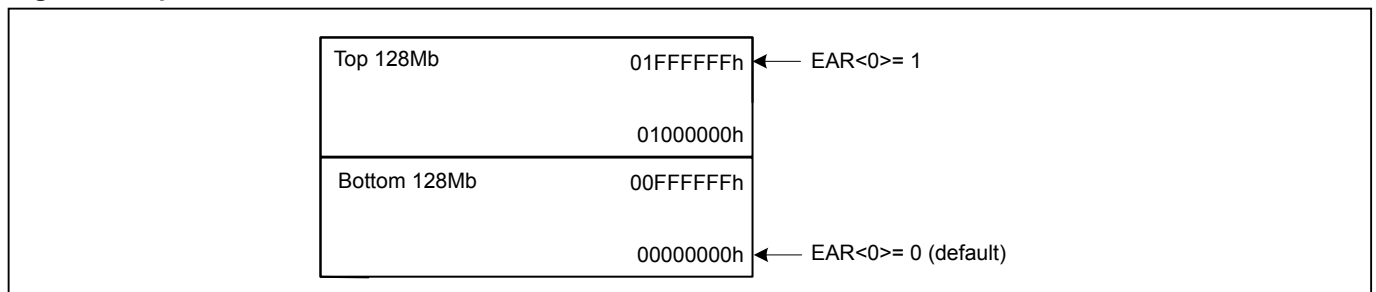 Top 128Mb 01FFFFFFh EAR<0>= 1
01000000h
Bottom 128Mb 00FFFFFFh
00000000h EAR<0>= 0 (default)